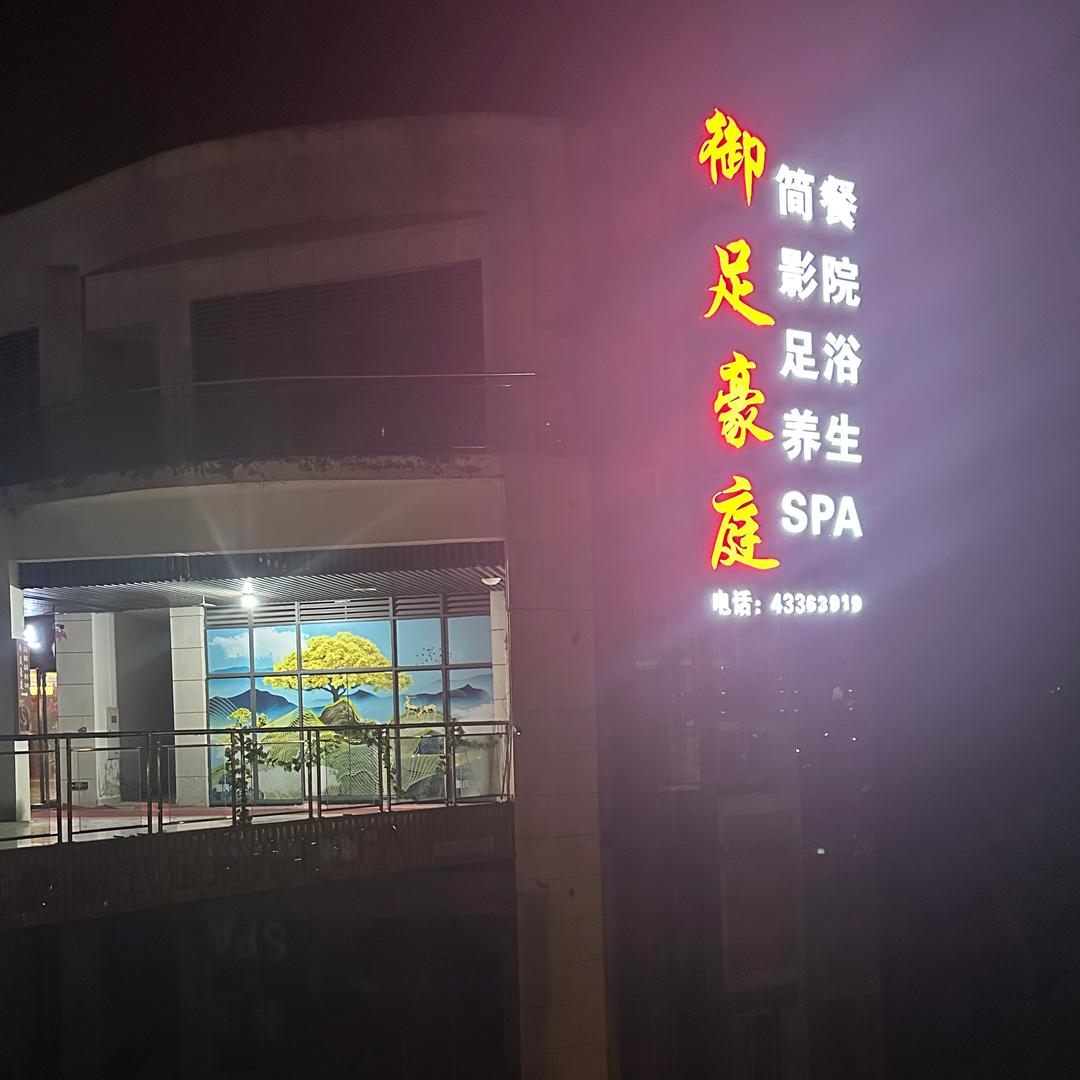 御足豪庭
简餐
影院
足浴
养生
SPA
电话：43363919